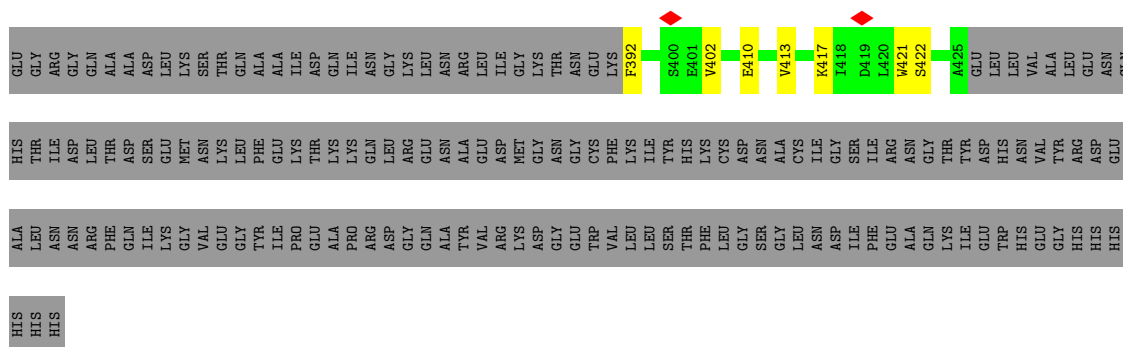 GLU GLY ARG GLY GLN ALA ALA ASP LEU LYS SER THR GLN ALA ALA ILE ASP GLN ILE ASN GLY LYS LEU ASN ARG LEU ILE GLY LYS THR ASN GLU LYS F392 S400 E401 V402 E410 V413 K417 I418 D419 L420 W421 S422 A425 GLU LEU LEU VAL ALA LEU GLU ASN GLN
HIS THR ILE ASP LEU THR ASP SER GLU MET ASN LYS LEU PHE GLU LYS THR LYS LYS GLN LEU ARG GLU ASN ALA GLU ASP MET GLY ASN GLY CYS PHE LYS ILE TYR HIS LYS CYS ASP ASN ALA CYS ILE GLY SER ILE ARG ASN GLY THR TYR ASP HIS ASN VAL TYR ARG ASP GLU
ALA LEU ASN ASN ARG PHE GLN ILE LYS GLY VAL GLU GLY TYR ILE PRO GLU ALA PRO ARG ASP GLY GLN ALA TYR VAL ARG LYS ASP GLY GLU TRP VAL LEU LEU SER THR PHE LEU GLY SER GLY LEU ASN ASP ILE PHE GLU ALA GLN LYS ILE GLU TRP HIS GLU GLY HIS HIS HIS
HIS HIS HIS